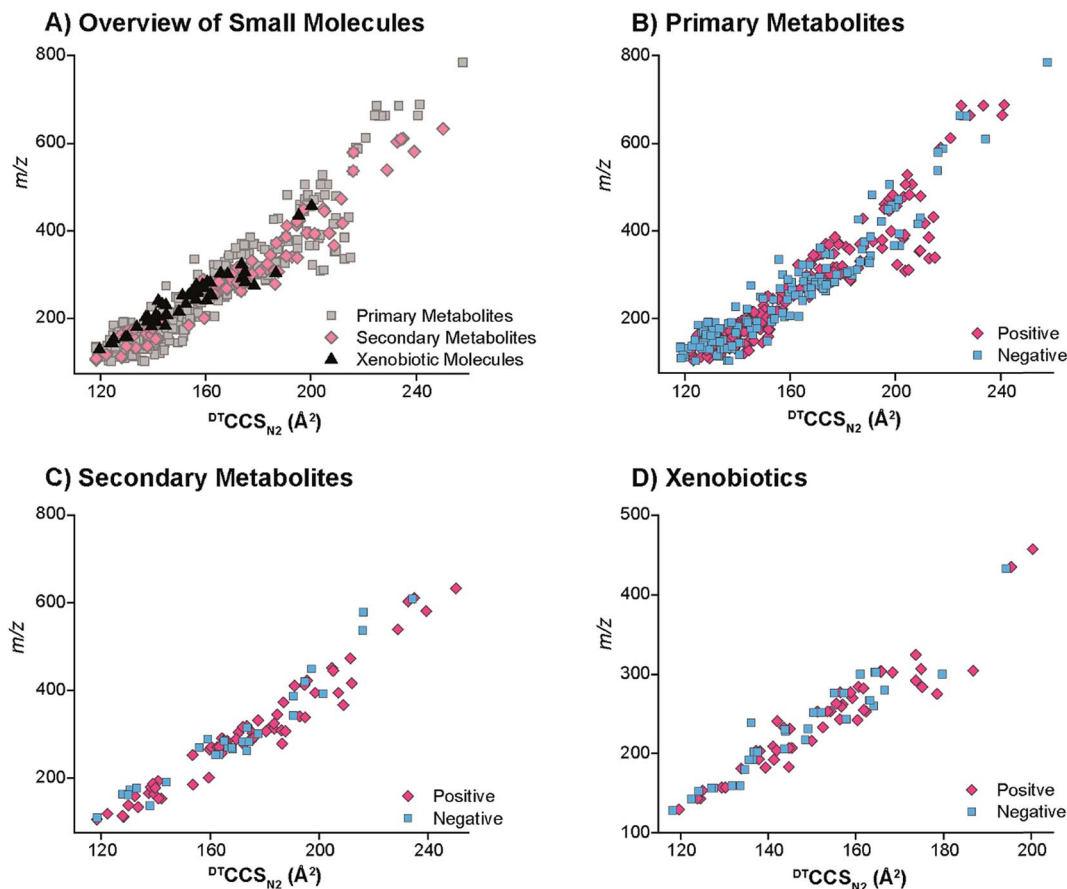 A) Overview of Small Molecules
800
600
400
200
m/z
120
160
200
240
DTCCSN2 (Å²)
Primary Metabolites
Secondary Metabolites
Xenobiotic Molecules
B) Primary Metabolites
800
600
400
200
m/z
120
160
200
240
DTCCSN2 (Å²)
Positive
Negative
C) Secondary Metabolites
800
600
400
200
m/z
120
160
200
240
DTCCSN2 (Å²)
Positive
Negative
D) Xenobiotics
500
400
300
200
100
m/z
120
140
160
180
200
DTCCSN2 (Å²)
Positive
Negative